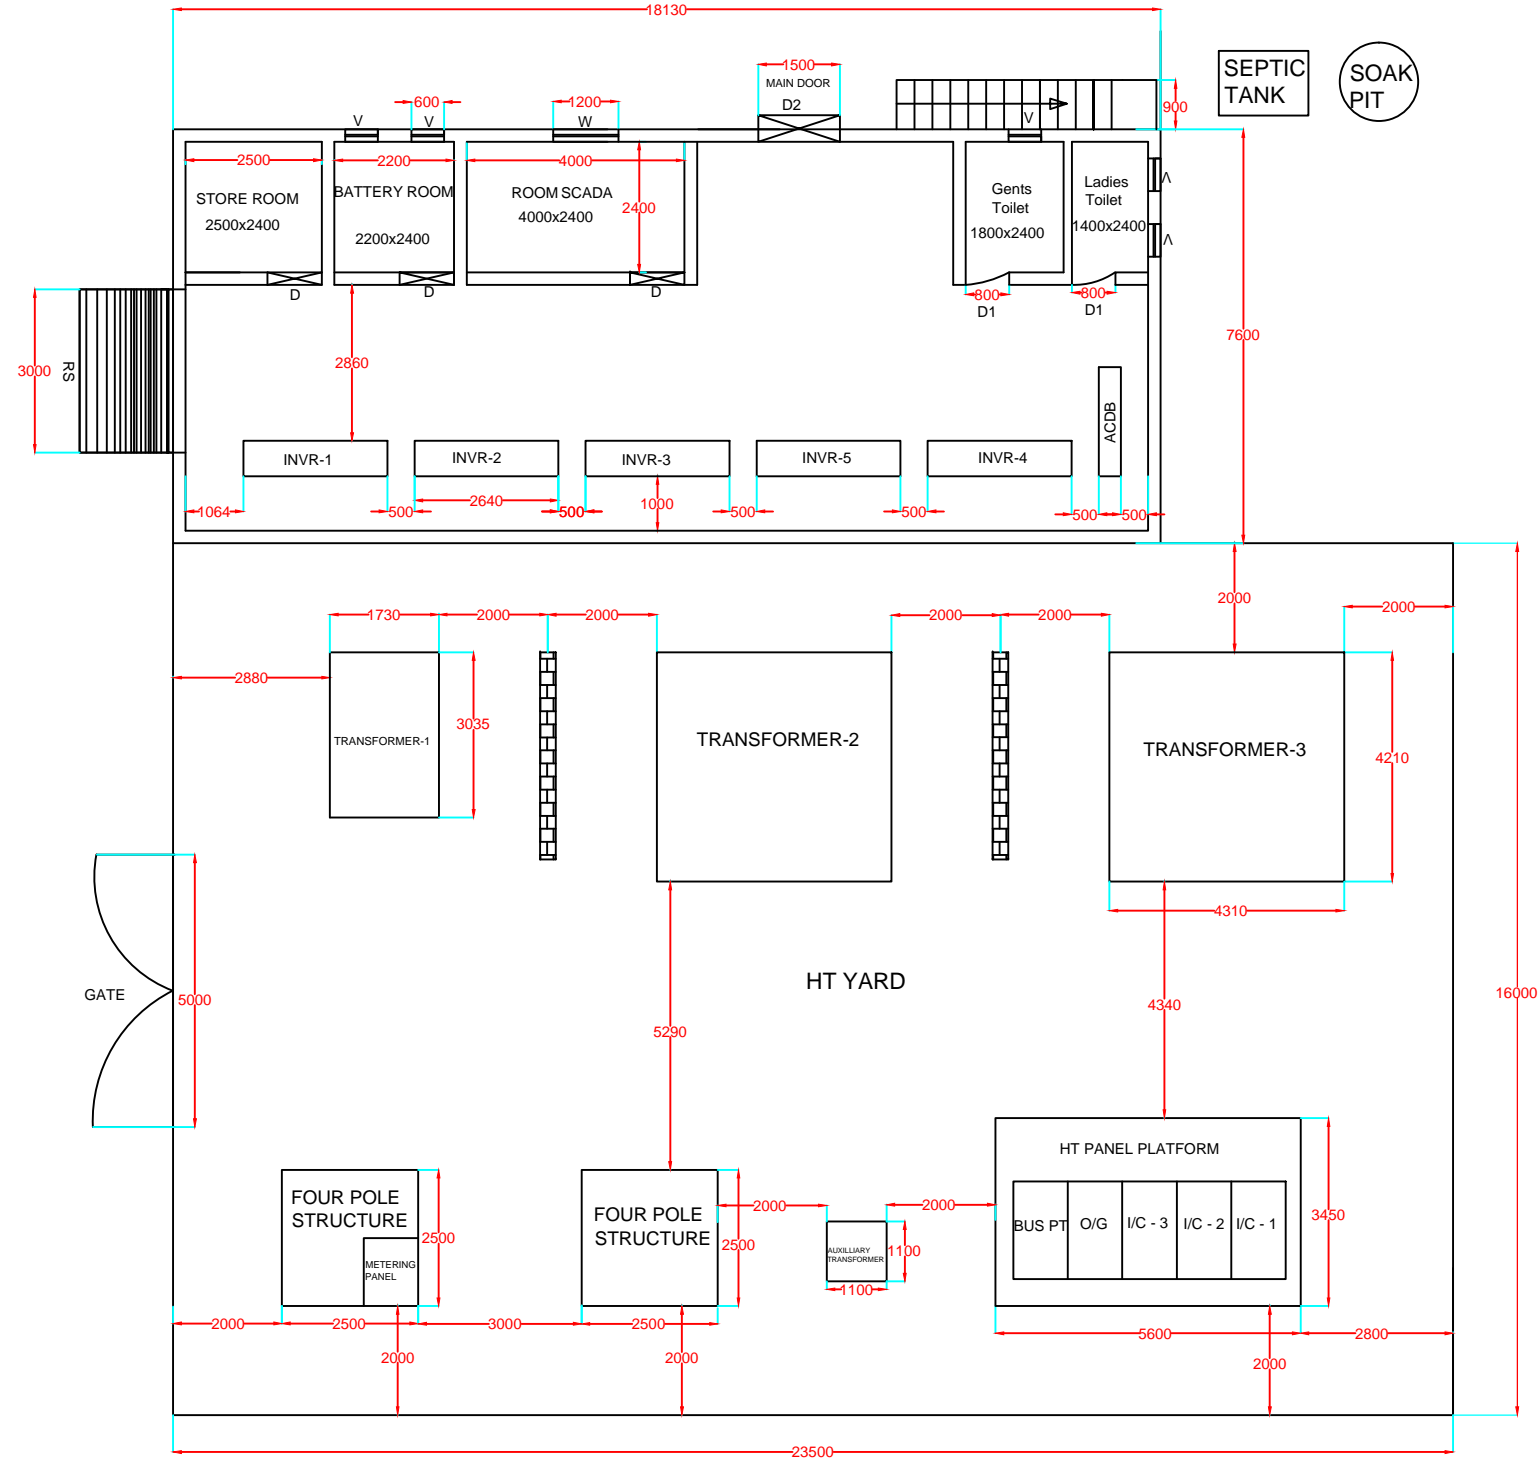 18130
SEPTIC
TANK
SOAK
PIT
1500
MAIN DOOR
D2
600
1200
900
V
V
W
V
2500
2200
4000
STORE ROOM
2500x2400
BATTERY ROOM
2200x2400
ROOM SCADA
4000x2400
2400
Gents
Toilet
1800x2400
Ladies
Toilet
1400x2400
V
V
D
D
D
800
D1
800
D1
3000
RS
2860
7600
INVR-1
INVR-2
INVR-3
INVR-5
INVR-4
ACDB
1064
500
2640
500
1000
500
500
500
500
1730
2000
2000
2000
2000
2000
2000
2880
TRANSFORMER-1
3035
TRANSFORMER-2
TRANSFORMER-3
4210
4310
GATE
5000
HT YARD
5290
4340
16000
FOUR POLE
STRUCTURE
METERING
PANEL
2500
FOUR POLE
STRUCTURE
2500
2000
2000
AUXILLIARY
TRANSFORMER
1100
1100
HT PANEL PLATFORM
BUS PT
O/G
I/C - 3
I/C - 2
I/C - 1
3450
2000
2500
3000
2500
5600
2800
2000
2000
2000
23500